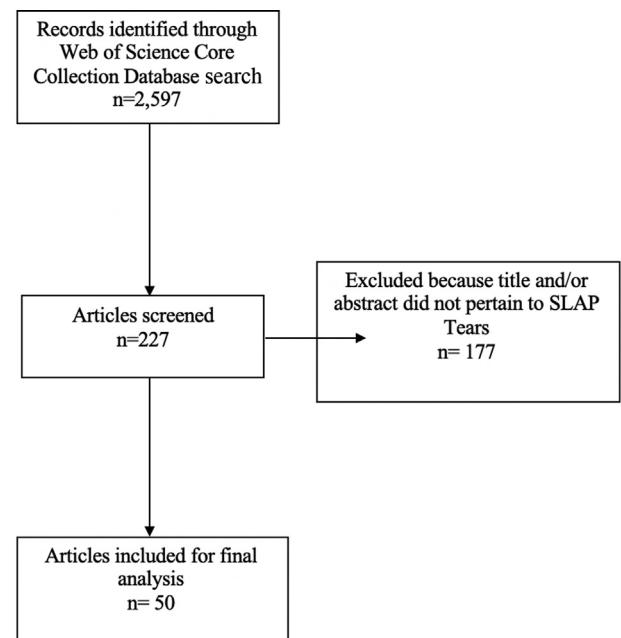 Records identified through
Web of Science Core
Collection Database search
n=2,597
Articles screened
n=227
Excluded because title and/or
abstract did not pertain to SLAP
Tears
n= 177
Articles included for final
analysis
n= 50